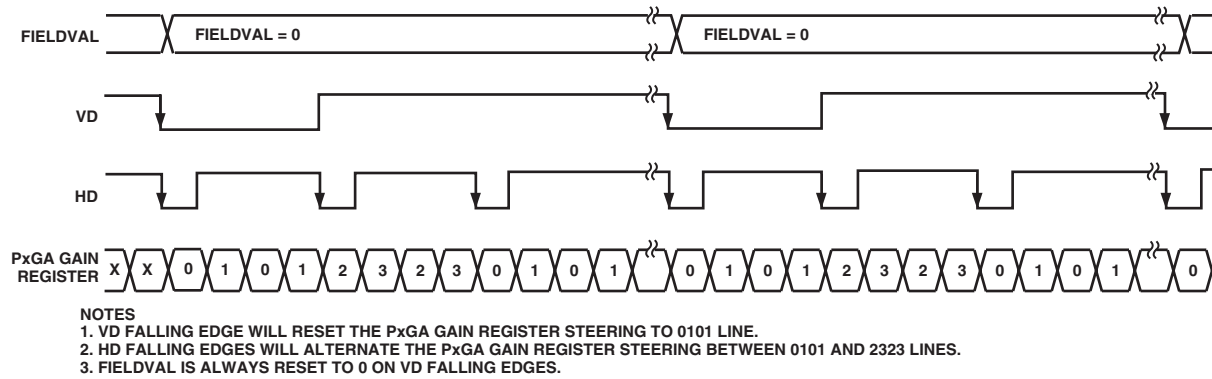 FIELDVAL
FIELDVAL = 0
FIELDVAL = 0
VD
HD
PxGA GAIN
REGISTER
X X 0 1 0 1 2 3 2 3 0 1 0 1 0 1 0 1 2 3 2 3 0 1 0 1 0
NOTES
1. VD FALLING EDGE WILL RESET THE PxGA GAIN REGISTER STEERING TO 0101 LINE.
2. HD FALLING EDGES WILL ALTERNATE THE PxGA GAIN REGISTER STEERING BETWEEN 0101 AND 2323 LINES.
3. FIELDVAL IS ALWAYS RESET TO 0 ON VD FALLING EDGES.